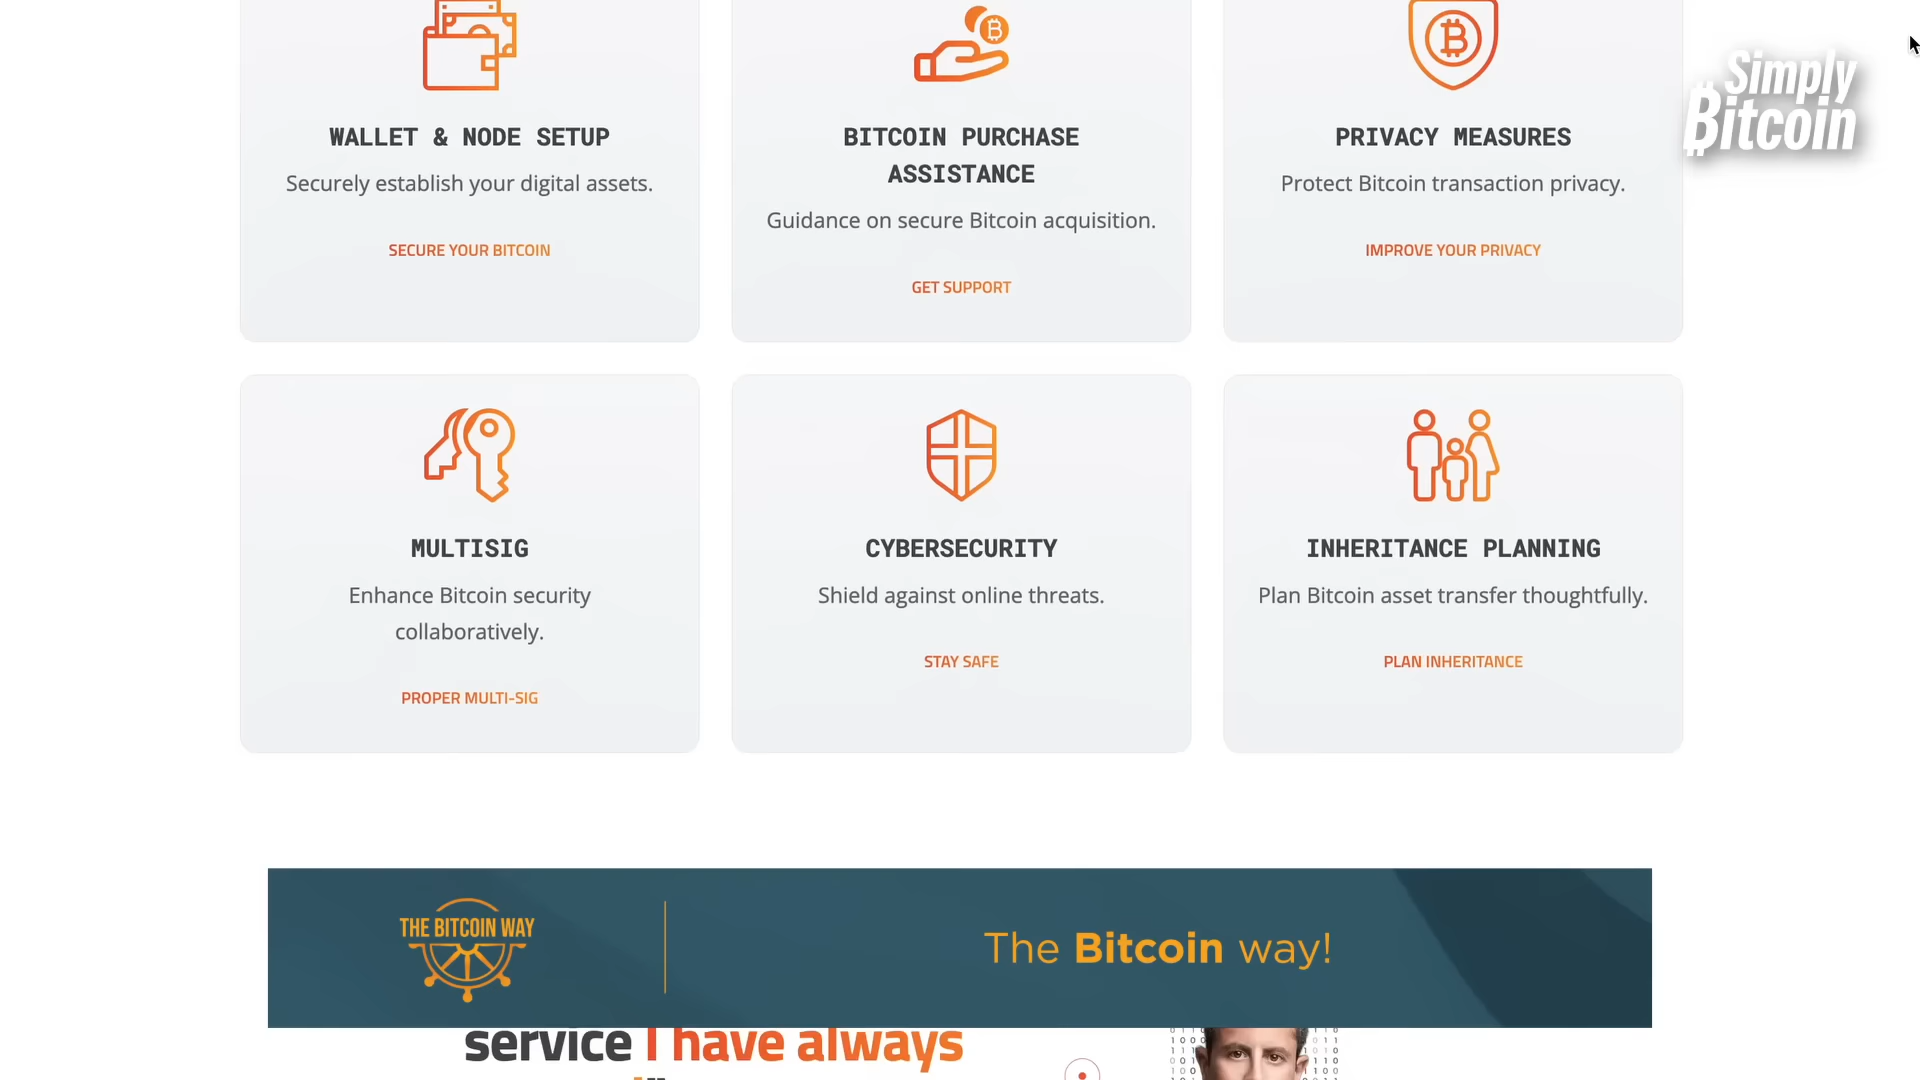 Simply
Bitcoin
WALLET & NODE SETUP
Securely establish your digital assets.
SECURE YOUR BITCOIN
BITCOIN PURCHASE
ASSISTANCE
Guidance on secure Bitcoin acquisition.
GET SUPPORT
PRIVACY MEASURES
Protect Bitcoin transaction privacy.
IMPROVE YOUR PRIVACY
MULTISIG
Enhance Bitcoin security
collaboratively.
PROPER MULTI-SIG
CYBERSECURITY
Shield against online threats.
STAY SAFE
INHERITANCE PLANNING
Plan Bitcoin asset transfer thoughtfully.
PLAN INHERITANCE
THE BITCOIN WAY
The Bitcoin way!
service I have always